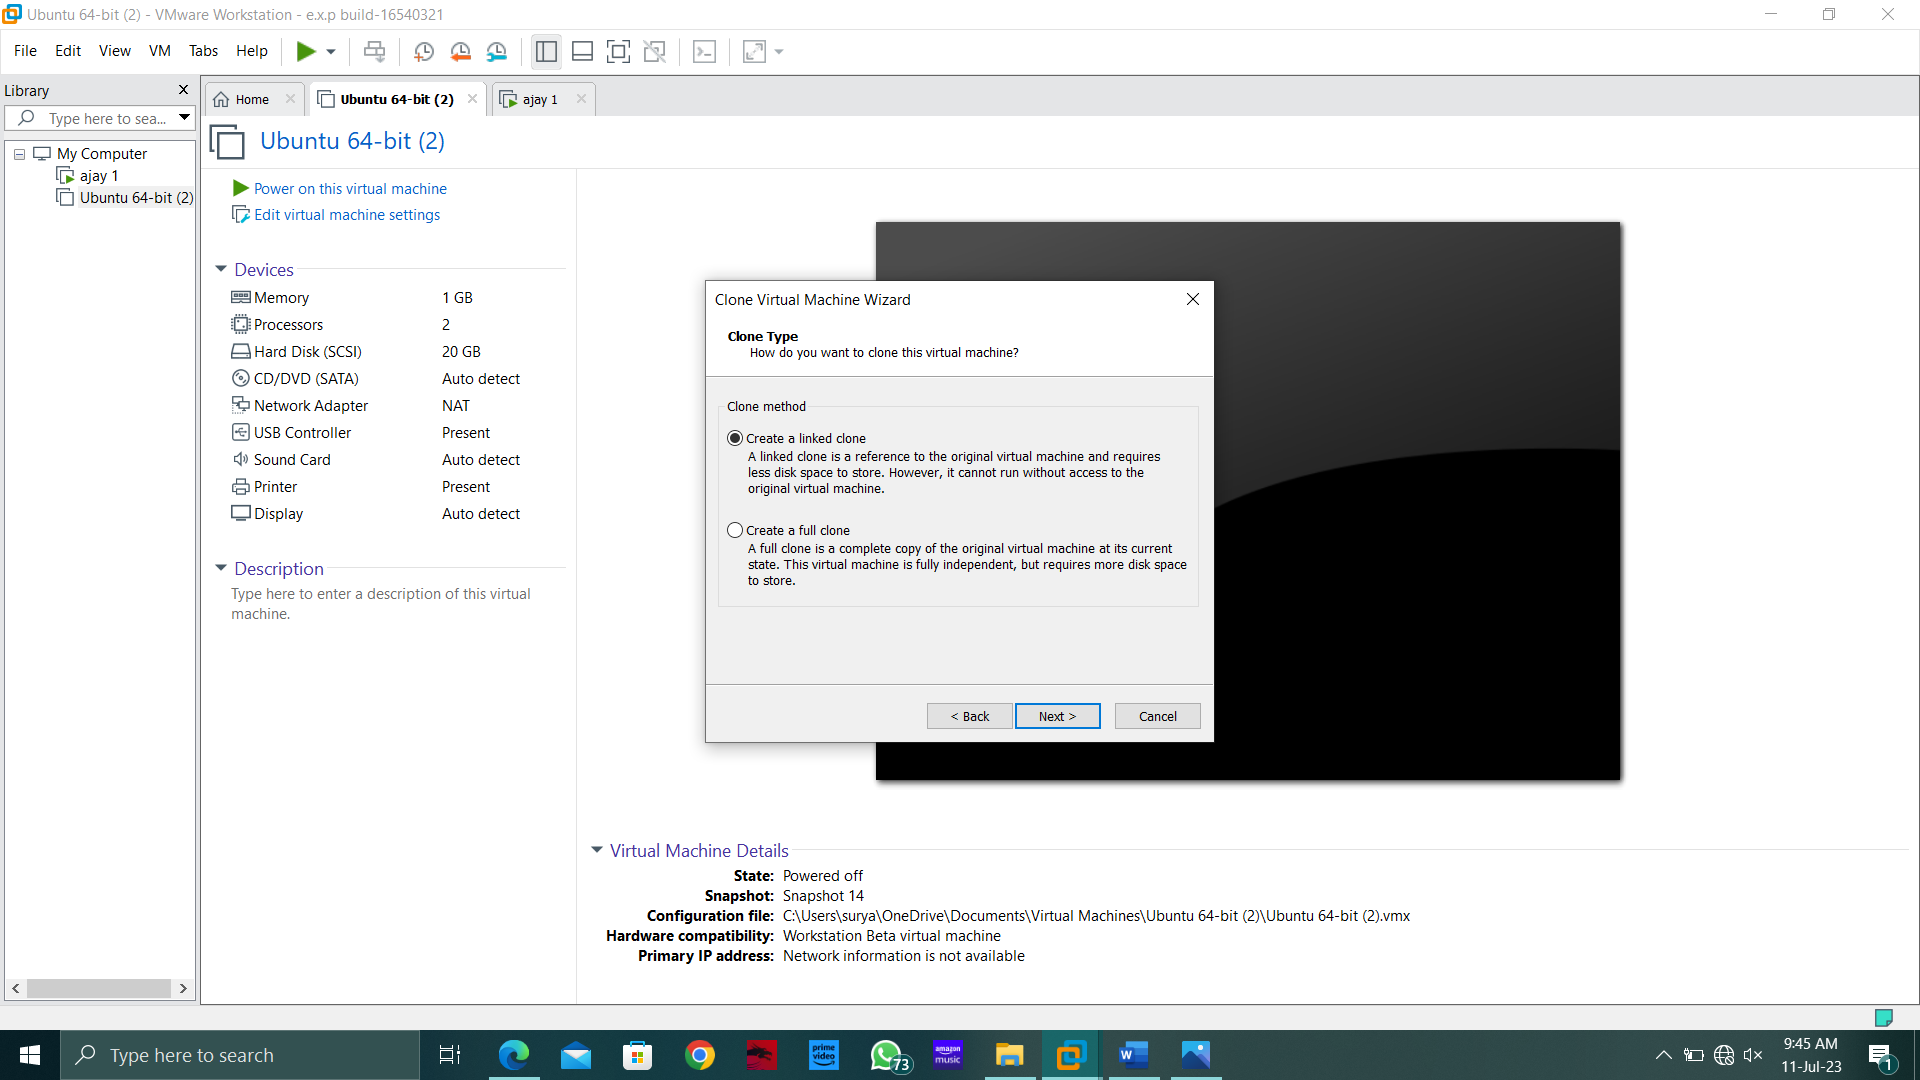 Ubuntu 64-bit (2) - VMware Workstation - e.x.p build-16540321
File Edit View VM Tabs Help
Library
Type here to sea...
My Computer
ajay 1
Ubuntu 64-bit (2)
Home
Ubuntu 64-bit (2)
ajay 1
Ubuntu 64-bit (2)
Power on this virtual machine
Edit virtual machine settings
Devices
Memory 1 GB
Processors 2
Hard Disk (SCSI) 20 GB
CD/DVD (SATA) Auto detect
Network Adapter NAT
USB Controller Present
Sound Card Auto detect
Printer Present
Display Auto detect
Description
Type here to enter a description of this virtual
machine.
Clone Virtual Machine Wizard
Clone Type
How do you want to clone this virtual machine?
Clone method
Create a linked clone
A linked clone is a reference to the original virtual machine and requires
less disk space to store. However, it cannot run without access to the
original virtual machine.
Create a full clone
A full clone is a complete copy of the original virtual machine at its current
state. This virtual machine is fully independent, but requires more disk space
to store.
< Back Next > Cancel
Virtual Machine Details
State: Powered off
Snapshot: Snapshot 14
Configuration file: C:\Users\surya\OneDrive\Documents\Virtual Machines\Ubuntu 64-bit (2)\Ubuntu 64-bit (2).vmx
Hardware compatibility: Workstation Beta virtual machine
Primary IP address: Network information is not available
Type here to search
prime
video
73
amazon
music
W
9:45 AM
11-Jul-23
1